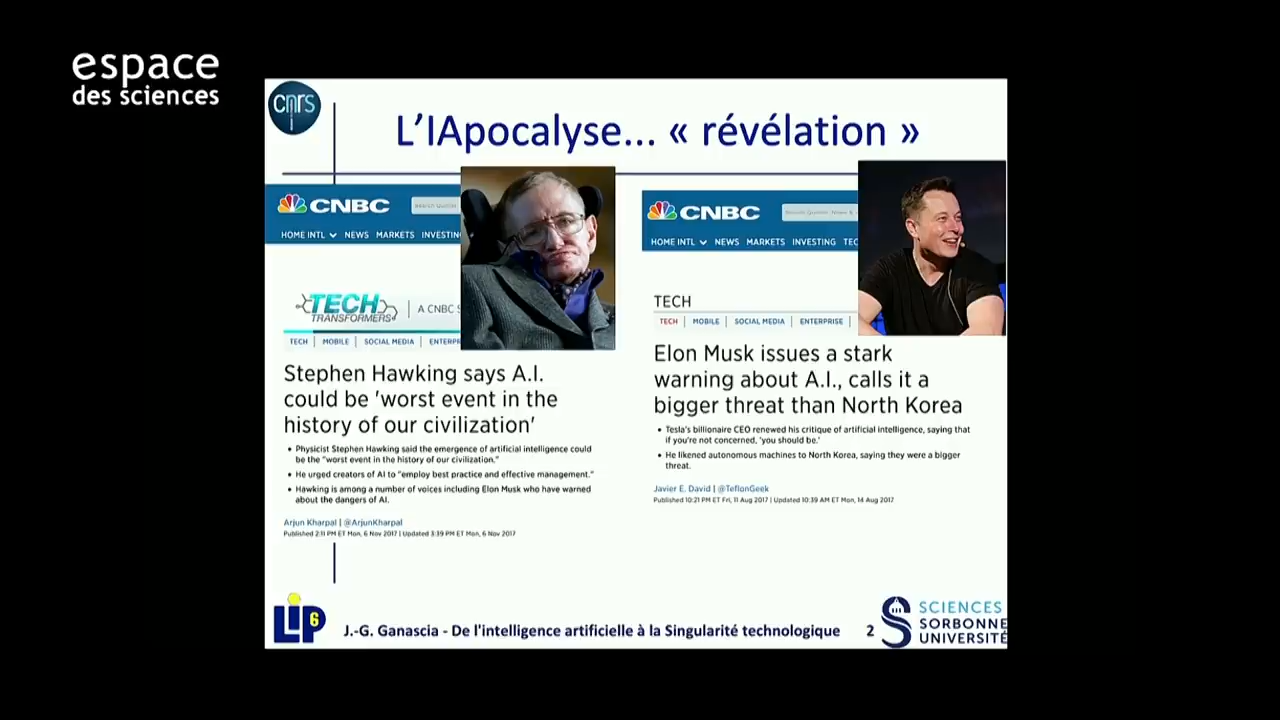 espace
des sciences
cnrs
L'IApocalyse... « révélation »
CNBC
HOME INTL NEWS MARKETS INVESTING
TECH
TRANSFORMERS
A CNBC S
TECH | MOBILE | SOCIAL MEDIA | ENTERPR
Stephen Hawking says A.I.
could be 'worst event in the
history of our civilization'
• Physicist Stephen Hawking said the emergence of artificial intelligence could
be the "worst event in the history of our civilization."
• He urged creators of AI to "employ best practice and effective management."
• Hawking is among a number of voices including Elon Musk who have warned
about the dangers of AI.
Arjun Kharpal | @ArjunKharpal
Published 2:11 PM ET Mon, 6 Nov 2017 | Updated 3:39 PM ET Mon, 6 Nov 2017
CNBC
HOME INTL NEWS MARKETS INVESTING TEC
TECH
TECH | MOBILE | SOCIAL MEDIA | ENTERPRISE |
Elon Musk issues a stark
warning about A.I., calls it a
bigger threat than North Korea
• Tesla's billionaire CEO renewed his critique of artificial intelligence, saying that
if you're not concerned, 'you should be.'
• He likened autonomous machines to North Korea, saying they were a bigger
threat.
Javier E. David | @TeflonGeek
Published 10:21 PM ET Fri, 11 Aug 2017 | Updated 10:39 AM ET Mon, 14 Aug 2017
LIP6
J.-G. Ganascia - De l'intelligence artificielle à la Singularité technologique 2
SCIENCES
SORBONNE
UNIVERSITÉ